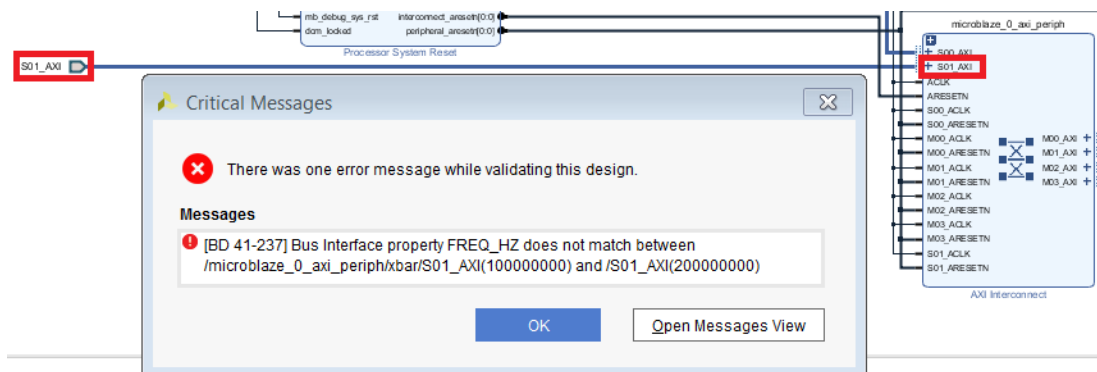 mb_debug_sys_rst interconnect_aresetn[0:0]
dcm_locked peripheral_aresetn[0:0]
Processor System Reset
S01_AXI
microblaze_0_axi_periph
S00_AXI
S01_AXI
ACLK
ARESETN
S00_ACLK
S00_ARESETN
M00_ACLK M00_AXI
M00_ARESETN M01_AXI
M01_ACLK M02_AXI
M01_ARESETN M03_AXI
M02_ACLK
M02_ARESETN
M03_ACLK
M03_ARESETN
S01_ACLK
S01_ARESETN
AXI Interconnect
Critical Messages
There was one error message while validating this design.
Messages
[BD 41-237] Bus Interface property FREQ_HZ does not match between
/microblaze_0_axi_periph/xbar/S01_AXI(100000000) and /S01_AXI(200000000)
OK
Open Messages View